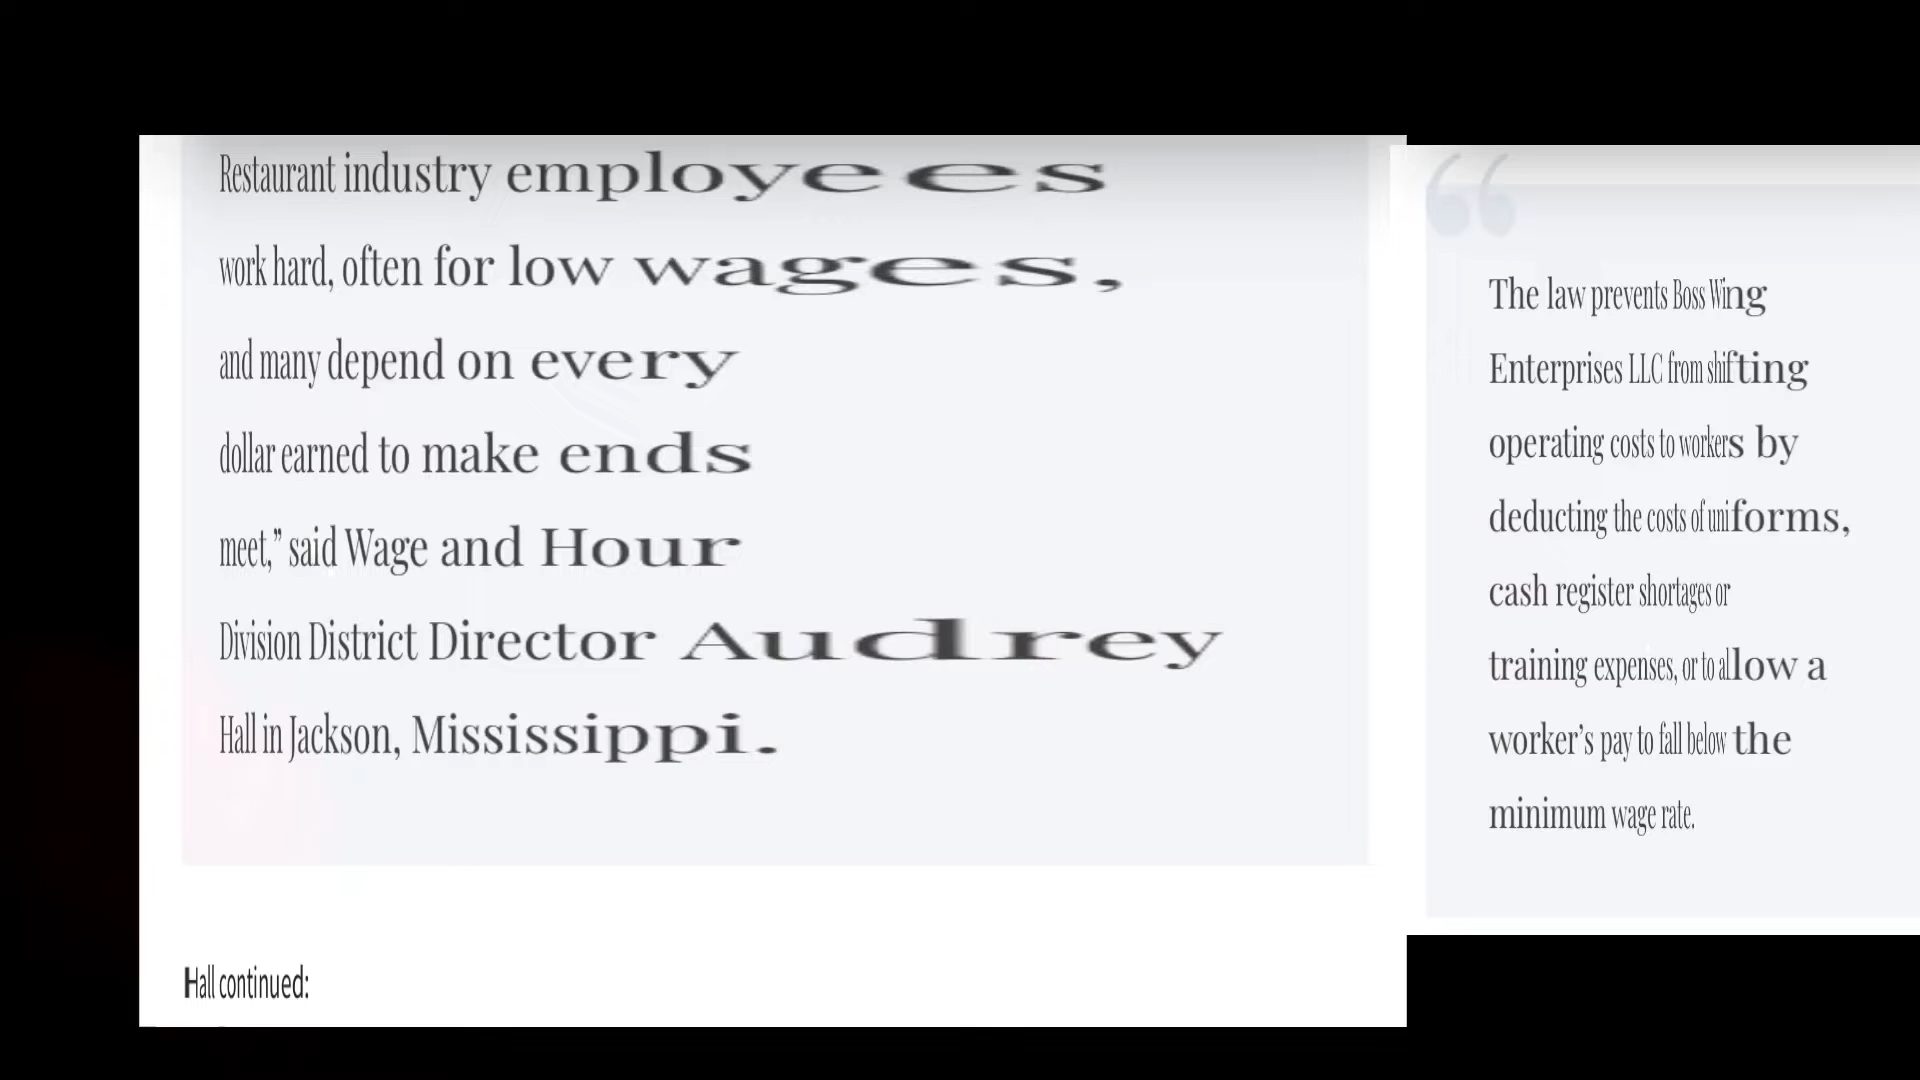 Restaurant industry employees
work hard, often for low wages,
and many depend on every
dollar earned to make ends
meet,” said Wage and Hour
Division District Director Audrey
Hall in Jackson, Mississippi.
Hall continued:
“
The law prevents Boss Wing
Enterprises LLC from shifting
operating costs to workers by
deducting the costs of uniforms,
cash register shortages or
training expenses, or to allow a
worker’s pay to fall below the
minimum wage rate.